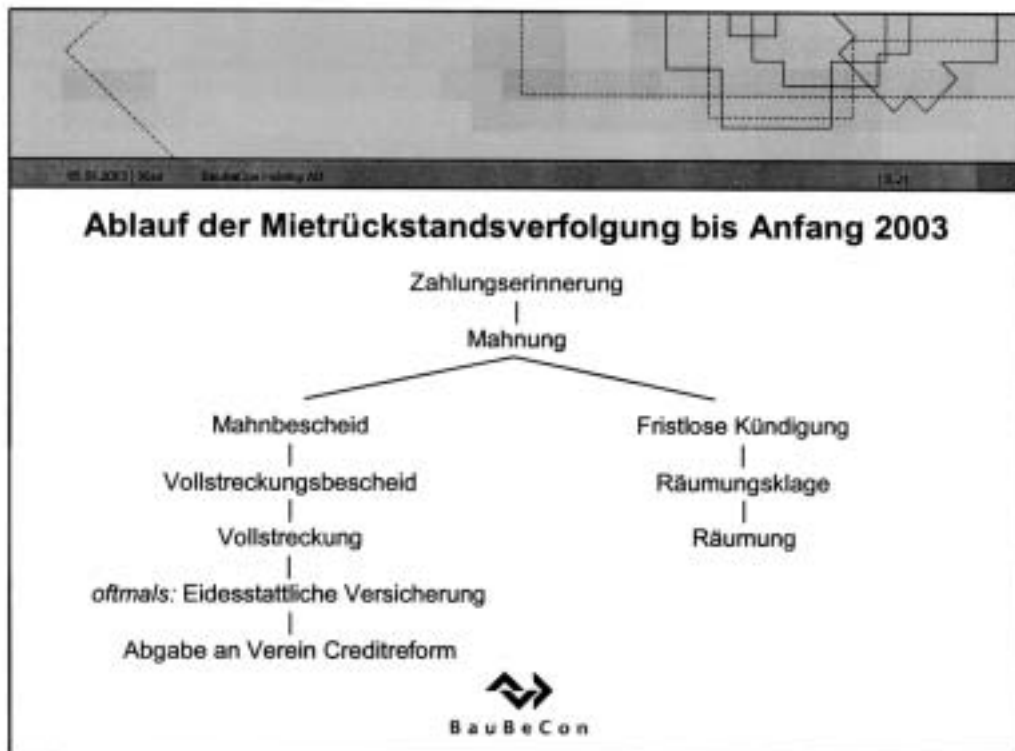 Ablauf der Mietrückstandsverfolgung bis Anfang 2003
Zahlungserinnerung
Mahnung
Mahnbescheid
Fristlose Kündigung
Vollstreckungsbescheid
Räumungsklage
Vollstreckung
Räumung
oftmals: Eidesstattliche Versicherung
Abgabe an Verein Creditreform
BauBeCon